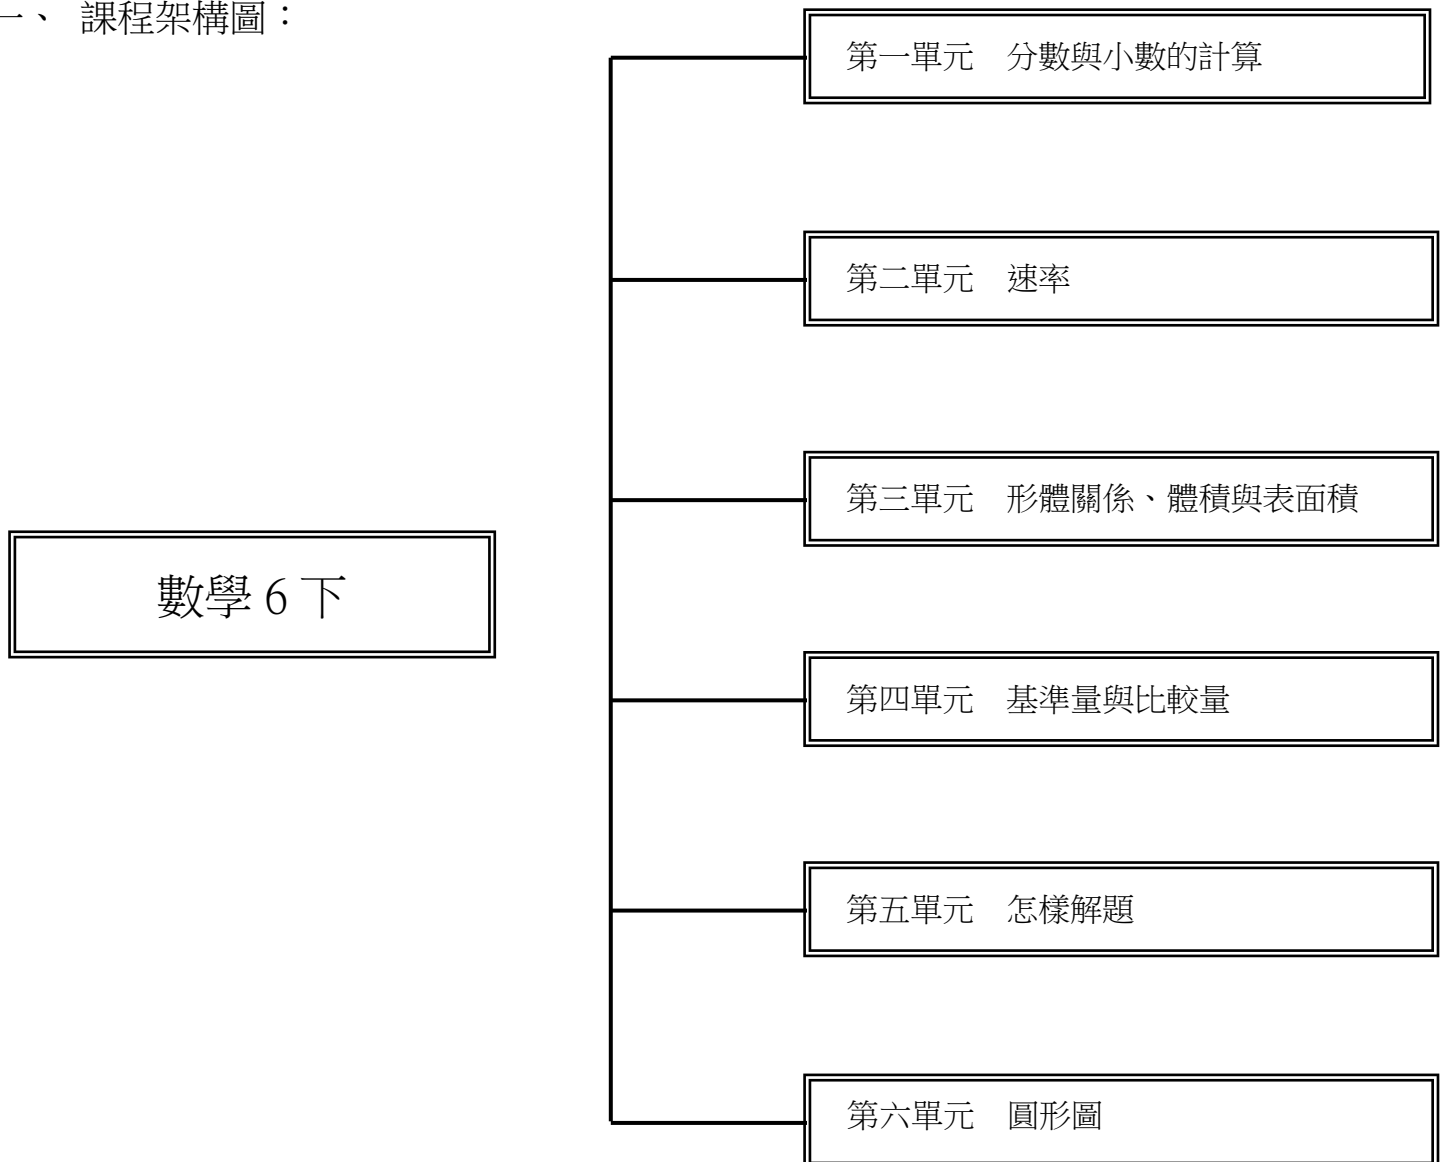 一、 課程架構圖：
第一單元　分數與小數的計算
第二單元　速率
第三單元　形體關係、體積與表面積
數學 6 下
第四單元　基準量與比較量
第五單元　怎樣解題
第六單元　圓形圖